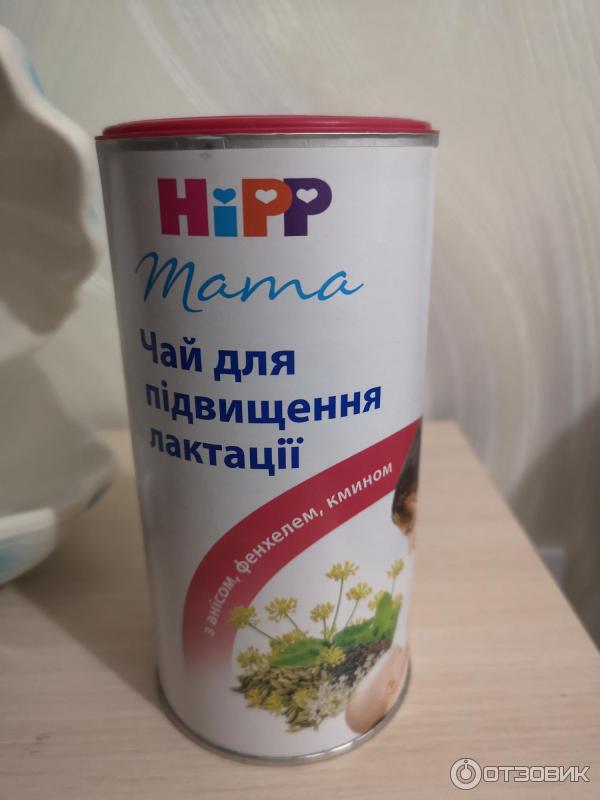 HiPP
Mama
Чай для
підвищення
лактації
з анісом, фенхелем, кмином
ОТЗОВИК